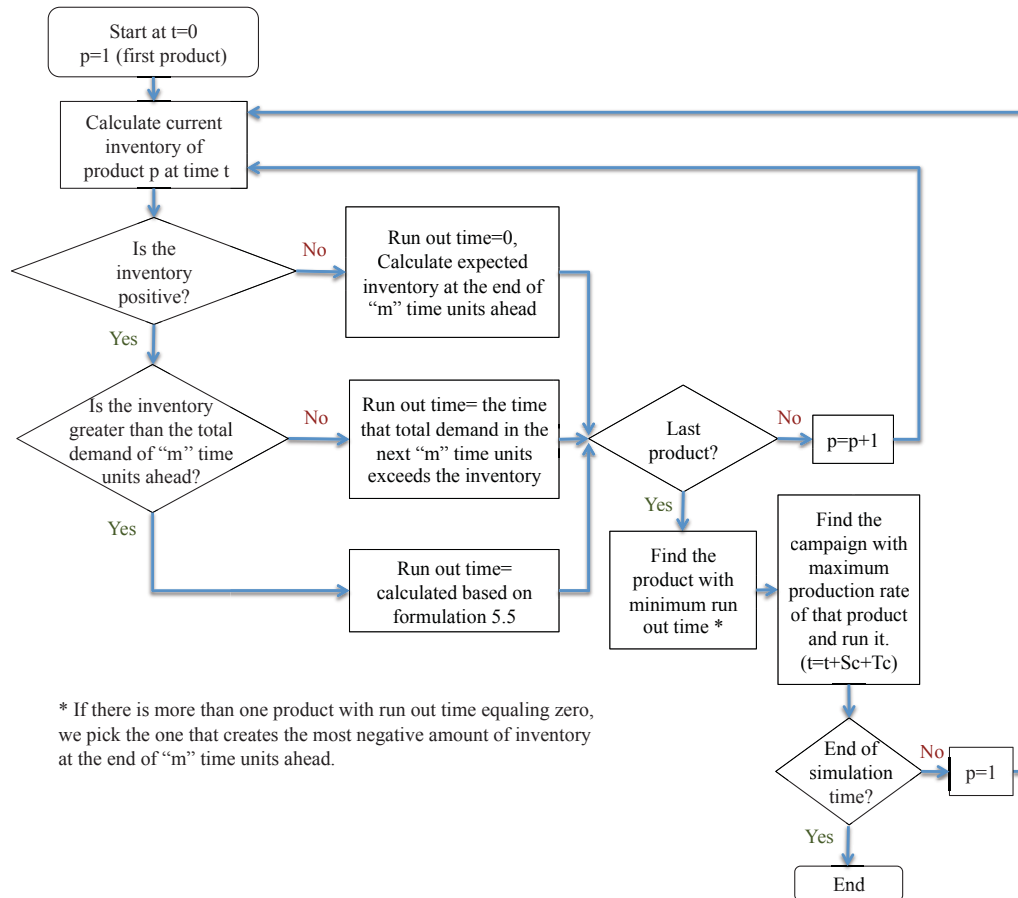 Start at t=0
p=1 (first product)
Calculate current
inventory of
product p at time t
Is the
inventory
positive?
No
Run out time=0,
Calculate expected
inventory at the end of
“m” time units ahead
Yes
Is the inventory
greater than the total
demand of “m” time
units ahead?
No
Run out time= the time
that total demand in the
next “m” time units
exceeds the inventory
Yes
Run out time=
calculated based on
formulation 5.5
Last
product?
No
p=p+1
Yes
Find the
product with
minimum run
out time *
Find the
campaign with
maximum
production rate
of that product
and run it.
(t=t+Sc+Tc)
End of
simulation
time?
No
p=1
Yes
End
* If there is more than one product with run out time equaling zero,
we pick the one that creates the most negative amount of inventory
at the end of “m” time units ahead.